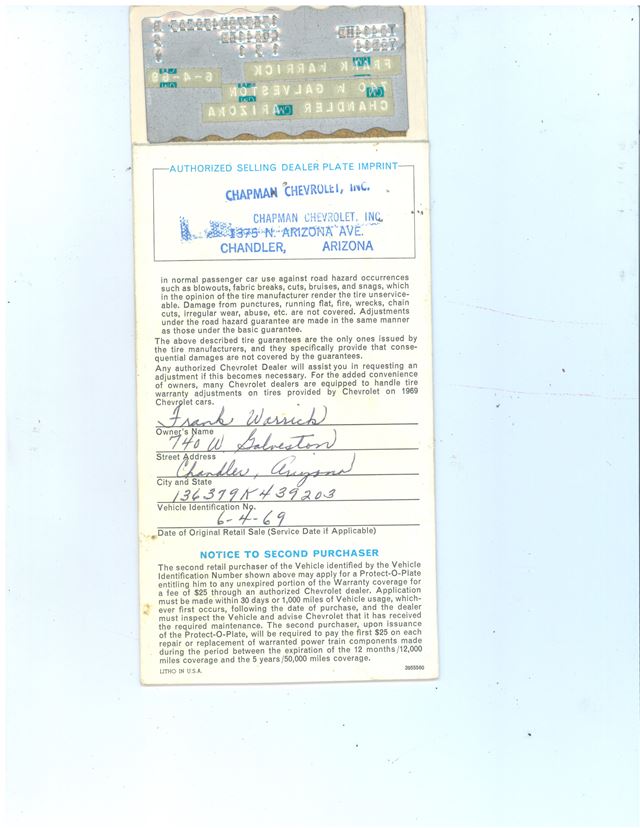 FRANK WARRICK 6-4-69
740 W GALVESTON
CHANDLER ARIZONA
AUTHORIZED SELLING DEALER PLATE IMPRINT
CHAPMAN CHEVROLET, INC.
CHAPMAN CHEVROLET, INC.
1375 N. ARIZONA AVE.
CHANDLER, ARIZONA
in normal passenger car use against road hazard occurrences
such as blowouts, fabric breaks, cuts, bruises, and snags, which
in the opinion of the tire manufacturer render the tire unservice-
able. Damage from punctures, running flat, fire, wrecks, chain
cuts, irregular wear, abuse, etc. are not covered. Adjustments
under the road hazard guarantee are made in the same manner
as those under the basic guarantee.
The above described tire guarantees are the only ones issued by
the tire manufacturers, and they specifically provide that conse-
quential damages are not covered by the guarantees.
Any authorized Chevrolet Dealer will assist you in requesting an
adjustment if this becomes necessary. For the added convenience
of owners, many Chevrolet dealers are equipped to handle tire
warranty adjustments on tires provided by Chevrolet on 1969
Chevrolet cars.
Frank Warrick
Owner's Name
740 W. Galveston
Street Address
Chandler, Arizona
City and State
136379K439203
Vehicle Identification No.
6-4-69
Date of Original Retail Sale (Service Date if Applicable)
NOTICE TO SECOND PURCHASER
The second retail purchaser of the Vehicle identified by the Vehicle
Identification Number shown above may apply for a Protect-O-Plate
entitling him to any unexpired portion of the Warranty coverage for
a fee of $25 through an authorized Chevrolet dealer. Application
must be made within 30 days or 1,000 miles of Vehicle usage, which-
ever first occurs, following the date of purchase, and the dealer
must inspect the Vehicle and advise Chevrolet that it has received
the required maintenance. The second purchaser, upon issuance
of the Protect-O-Plate, will be required to pay the first $25 on each
repair or replacement of warranted power train components made
during the period between the expiration of the 12 months/12,000
miles coverage and the 5 years/50,000 miles coverage.
LITHO IN U.S.A. 3955560